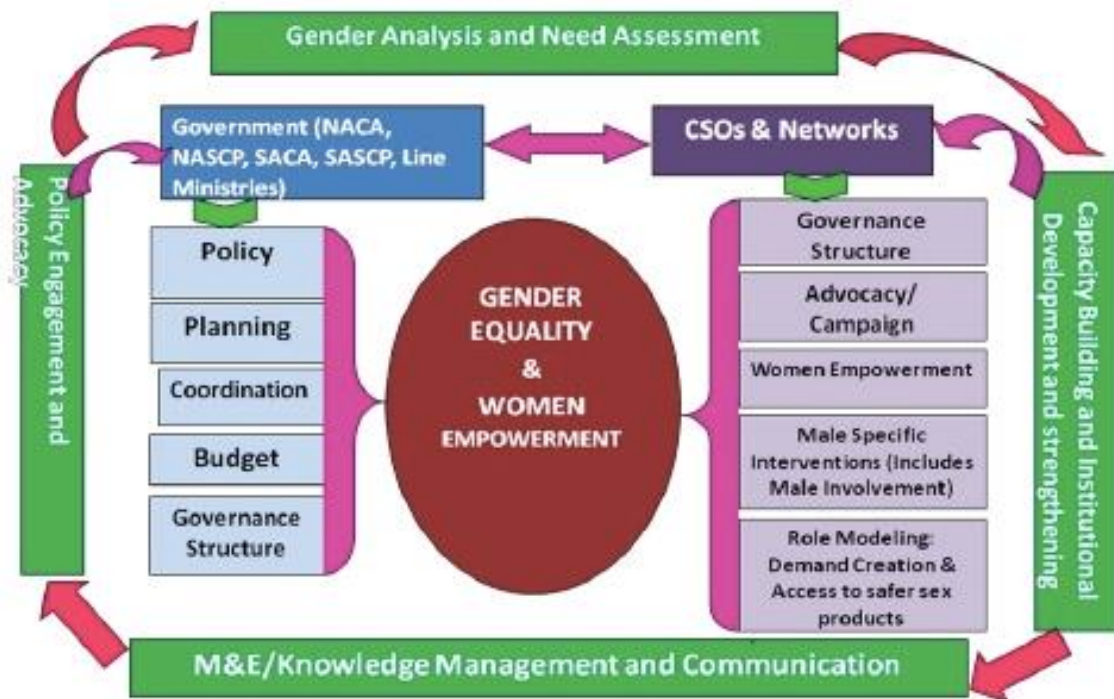 Gender Analysis and Need Assessment
Government (NACA,
NASCP, SACA, SASCP, Line
Ministries)
CSOs & Networks
Policy Engagement and
Advocacy
Policy
Planning
Coordination
Budget
Governance
Structure
GENDER
EQUALITY
&
WOMEN
EMPOWERMENT
Governance
Structure
Advocacy/
Campaign
Women Empowerment
Male Specific
Interventions (Includes
Male Involvement)
Role Modeling:
Demand Creation &
Access to safer sex
products
Capacity Building and Institutional
Development and strengthening
M&E/Knowledge Management and Communication